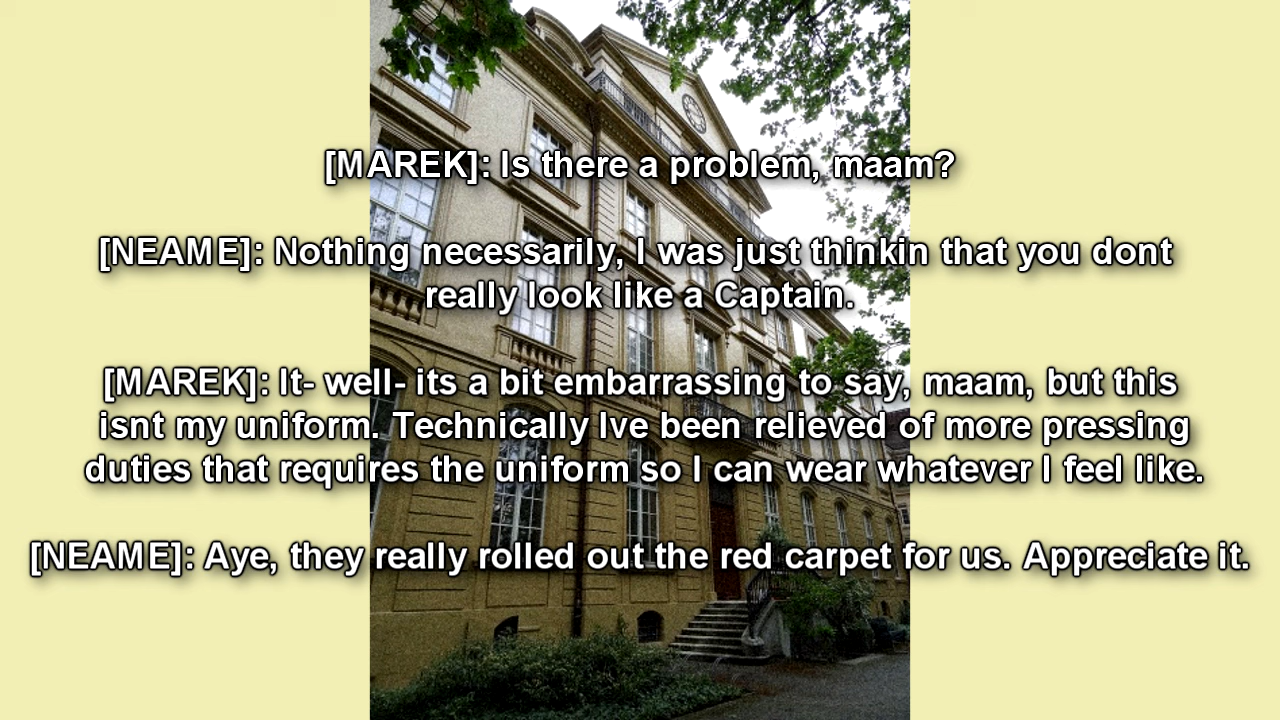 [MAREK]: Is there a problem, maam?
[NEAME]: Nothing necessarily, I was just thinkin that you dont
really look like a Captain.
[MAREK]: It- well- its a bit embarrassing to say, maam, but this
isnt my uniform. Technically Ive been relieved of more pressing
duties that requires the uniform so I can wear whatever I feel like.
[NEAME]: Aye, they really rolled out the red carpet for us. Appreciate it.